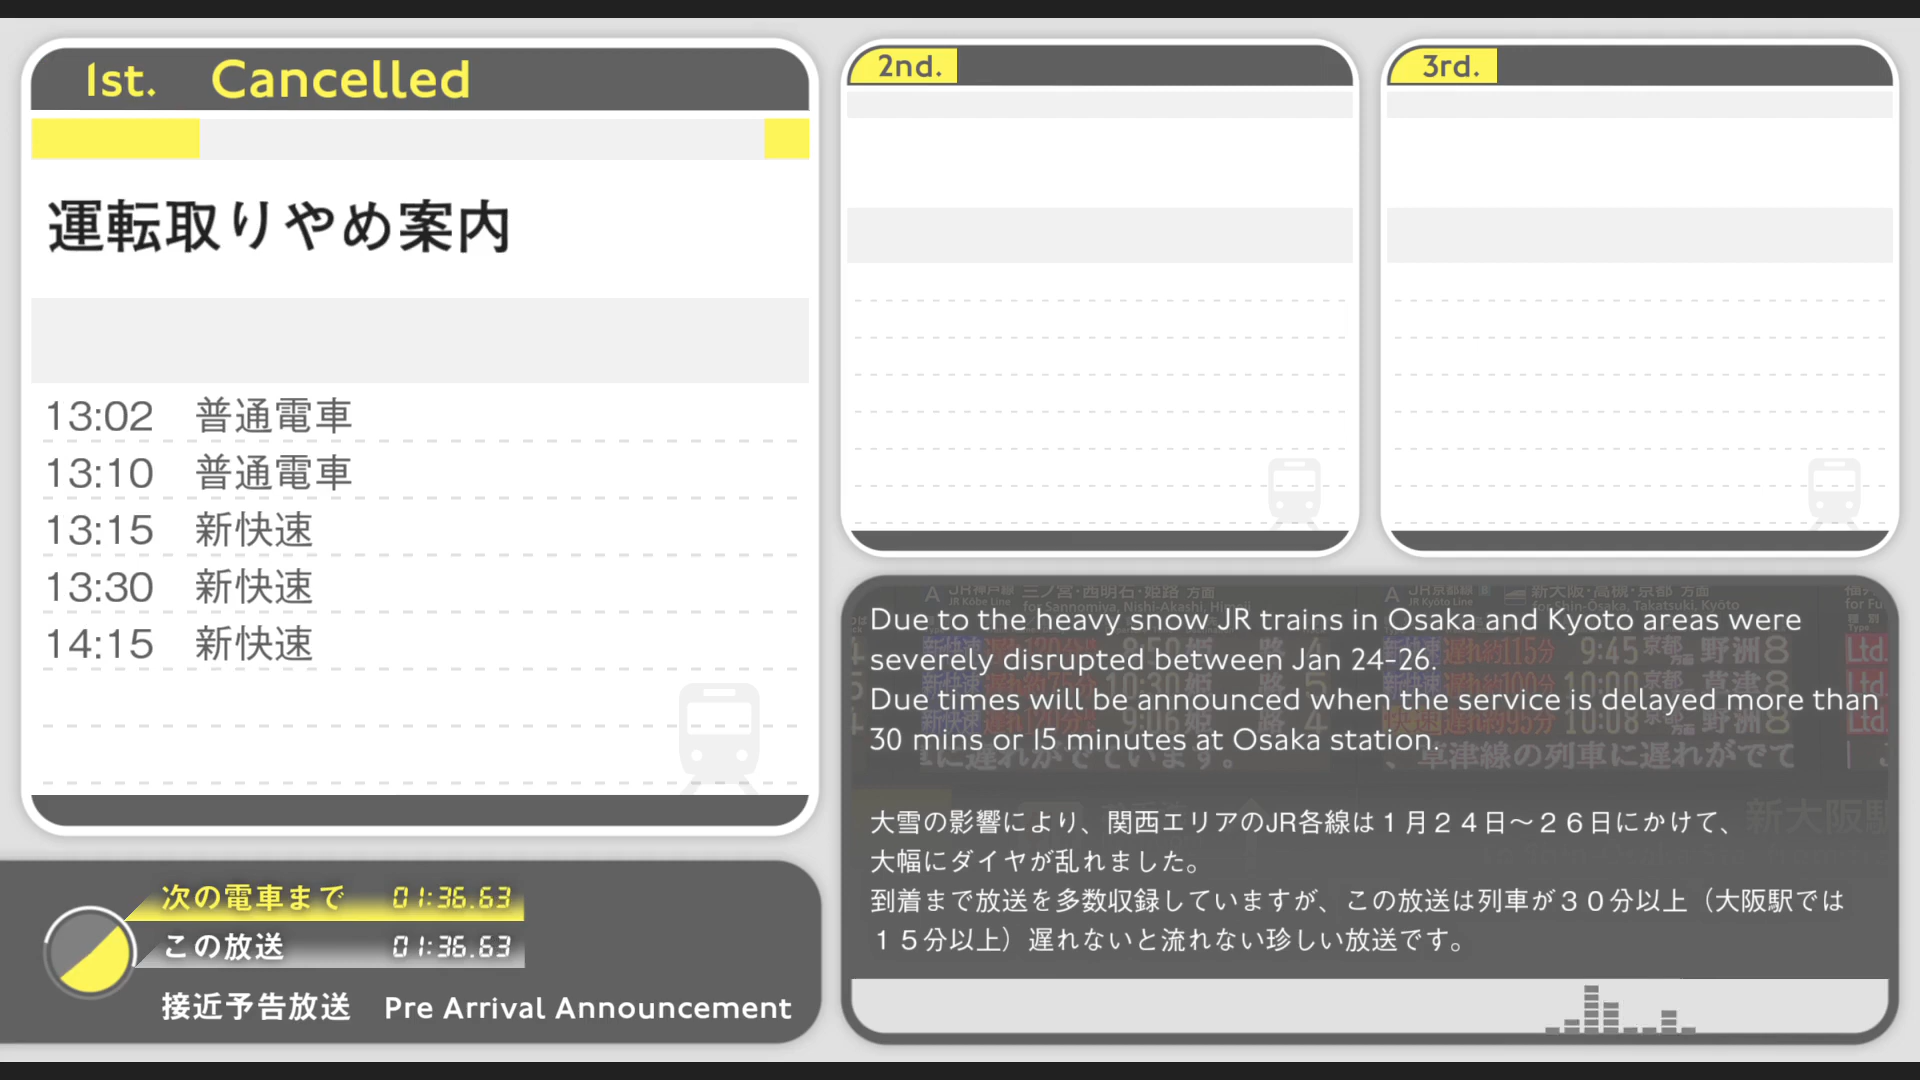 1st. Cancelled
運転取りやめ案内
13:02 普通電車
13:10 普通電車
13:15 新快速
13:30 新快速
14:15 新快速
2nd.
3rd.
Due to the heavy snow JR trains in Osaka and Kyoto areas were
severely disrupted between Jan 24-26.
Due times will be announced when the service is delayed more than
30 mins or 15 minutes at Osaka station.
大雪の影響により、関西エリアのJR各線は１月２４日～２６日にかけて、
大幅にダイヤが乱れました。
到着まで放送を多数収録していますが、この放送は列車が３０分以上（大阪駅では
１５分以上）遅れないと流れない珍しい放送です。
次の電車まで 01:36.63
この放送 01:36.63
接近予告放送 Pre Arrival Announcement